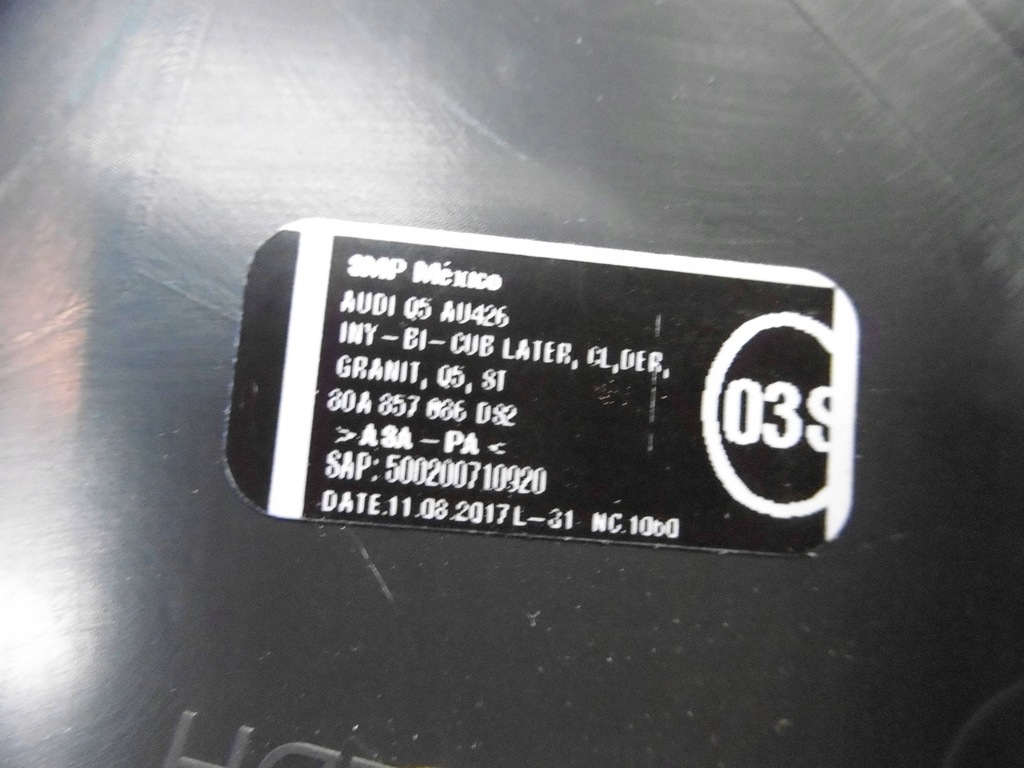 SMP México
AUDI Q5 AU426
INY-BI-CUB LATER, CL,DER,
GRANIT, Q5, ST
80A 857 086 DS2
>ASA-PA<
SAP: 500200710920
DATE.11.08.2017 L-31 NC.1060
03S